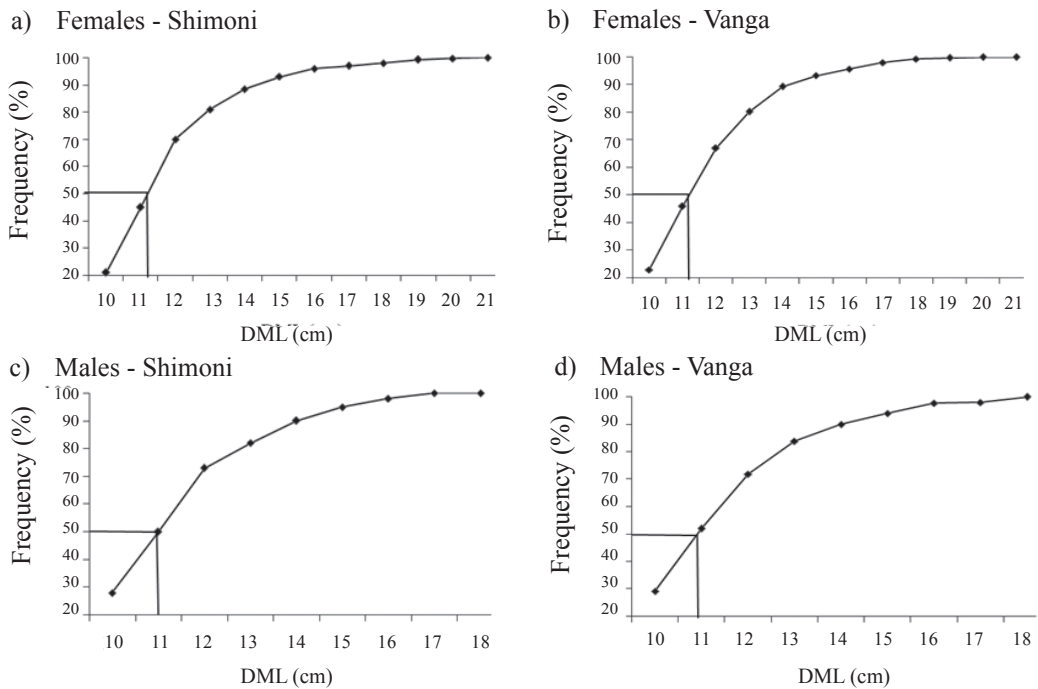 a) Females - Shimoni
Frequency (%)
100
90
80
70
60
50
40
30
20
10 11 12 13 14 15 16 17 18 19 20 21
DML (cm)
b) Females - Vanga
Frequency (%)
100
90
80
70
60
50
40
30
20
10 11 12 13 14 15 16 17 18 19 20 21
DML (cm)
c) Males - Shimoni
Frequency (%)
100
90
80
70
60
50
40
30
20
10 11 12 13 14 15 16 17 18
DML (cm)
d) Males - Vanga
Frequency (%)
100
90
80
70
60
50
40
30
20
10 11 12 13 14 15 16 17 18
DML (cm)